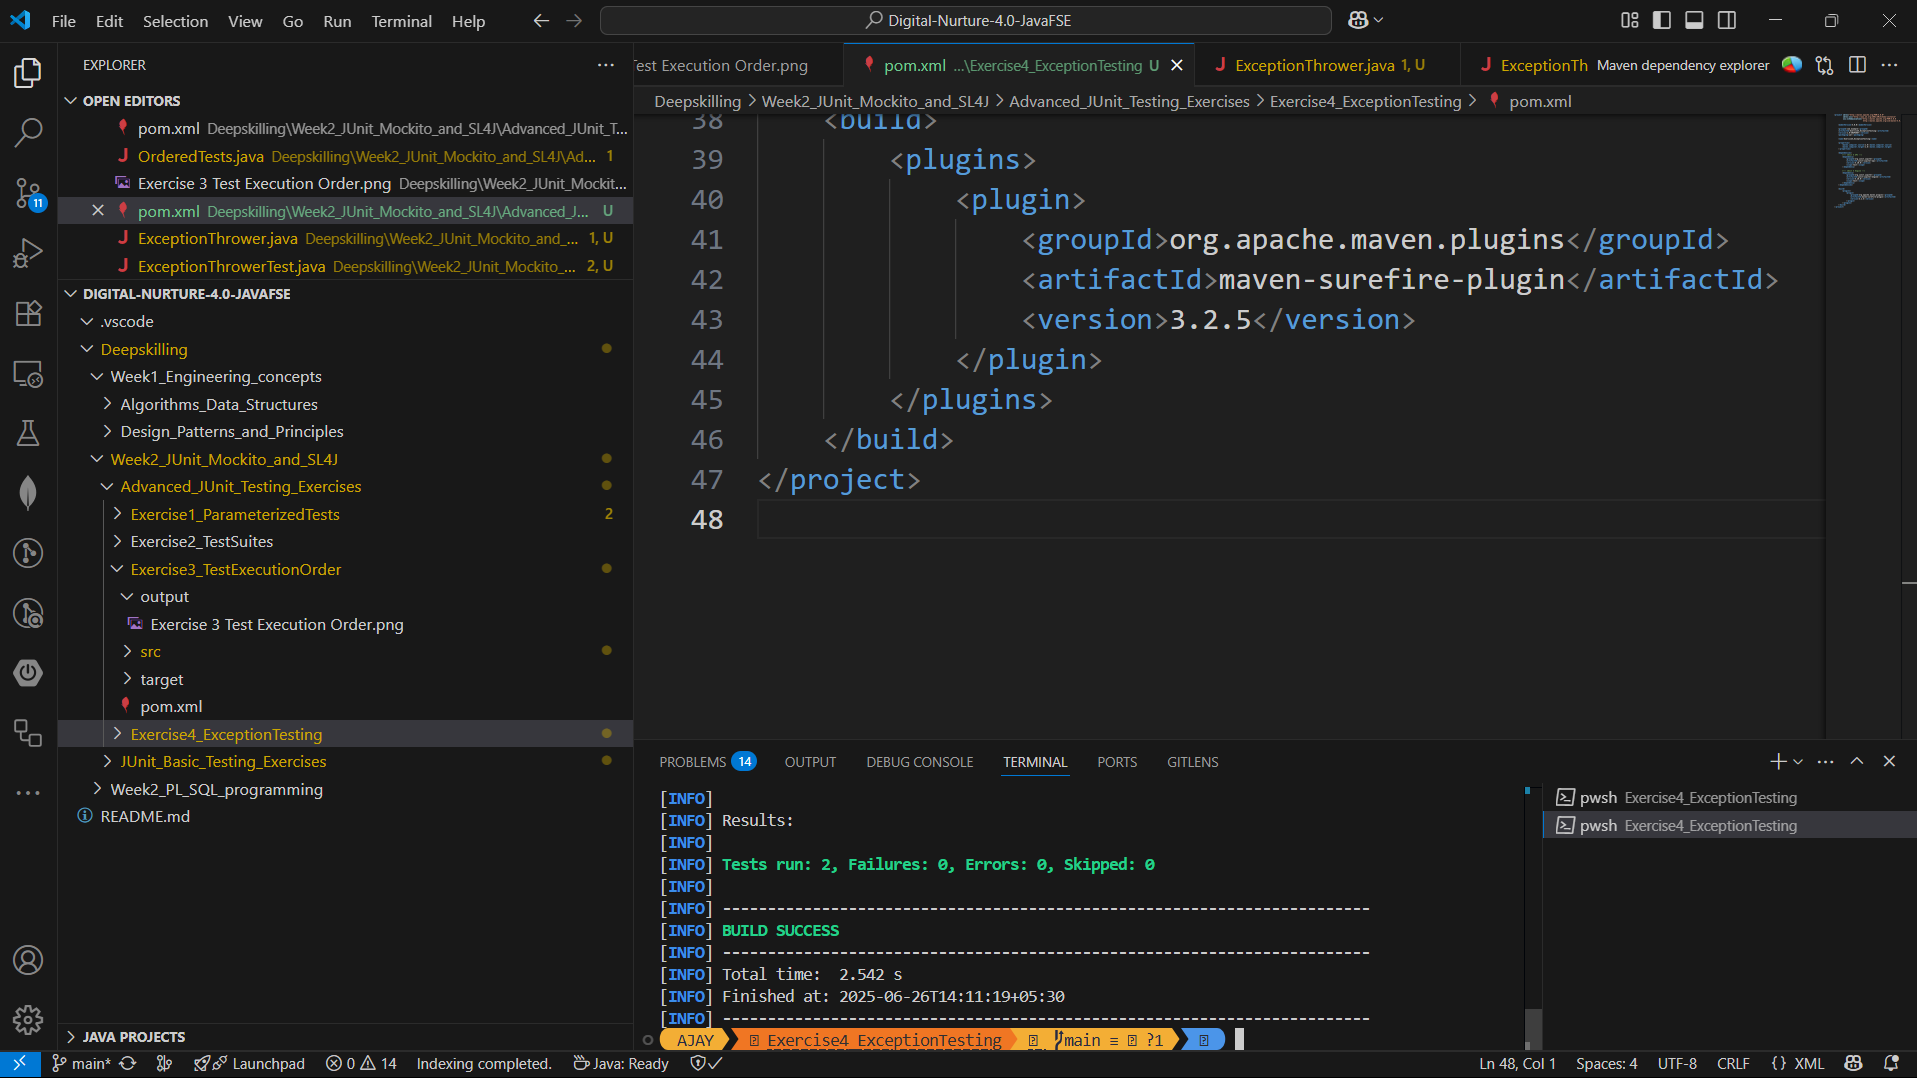 File Edit Selection View Go Run Terminal Help
Digital-Nurture-4.0-JavaFSE
EXPLORER
OPEN EDITORS
pom.xml Deepskilling\Week2_JUnit_Mockito_and_SL4J\Advanced_JUnit_T...
OrderedTests.java Deepskilling\Week2_JUnit_Mockito_and_SL4J\Ad... 1
Exercise 3 Test Execution Order.png Deepskilling\Week2_JUnit_Mockit...
pom.xml Deepskilling\Week2_JUnit_Mockito_and_SL4J\Advanced_J... U
ExceptionThrower.java Deepskilling\Week2_JUnit_Mockito_and_... 1, U
ExceptionThrowerTest.java Deepskilling\Week2_JUnit_Mockito_... 2, U
DIGITAL-NURTURE-4.0-JAVAFSE
.vscode
Deepskilling
Week1_Engineering_concepts
Algorithms_Data_Structures
Design_Patterns_and_Principles
Week2_JUnit_Mockito_and_SL4J
Advanced_JUnit_Testing_Exercises
Exercise1_ParameterizedTests 2
Exercise2_TestSuites
Exercise3_TestExecutionOrder
output
Exercise 3 Test Execution Order.png
src
target
pom.xml
Exercise4_ExceptionTesting
JUnit_Basic_Testing_Exercises
Week2_PL_SQL_programming
README.md
JAVA PROJECTS
11
Test Execution Order.png pom.xml ...\Exercise4_ExceptionTesting U ExceptionThrower.java 1, U ExceptionTh Maven dependency explorer
Deepskilling > Week2_JUnit_Mockito_and_SL4J > Advanced_JUnit_Testing_Exercises > Exercise4_ExceptionTesting > pom.xml
38 <build>
39 <plugins>
40 <plugin>
41 <groupId>org.apache.maven.plugins</groupId>
42 <artifactId>maven-surefire-plugin</artifactId>
43 <version>3.2.5</version>
44 </plugin>
45 </plugins>
46 </build>
47 </project>
48
PROBLEMS 14 OUTPUT DEBUG CONSOLE TERMINAL PORTS GITLENS
[INFO]
[INFO] Results:
[INFO]
[INFO] Tests run: 2, Failures: 0, Errors: 0, Skipped: 0
[INFO]
[INFO] ------------------------------------------------------------------------
[INFO] BUILD SUCCESS
[INFO] ------------------------------------------------------------------------
[INFO] Total time:  2.542 s
[INFO] Finished at: 2025-06-26T14:11:19+05:30
[INFO] ------------------------------------------------------------------------
AJAY Exercise4_ExceptionTesting main ≡ ?1
pwsh Exercise4_ExceptionTesting
pwsh Exercise4_ExceptionTesting
main* Launchpad 0 14 Indexing completed. Java: Ready Ln 48, Col 1 Spaces: 4 UTF-8 CRLF {} XML